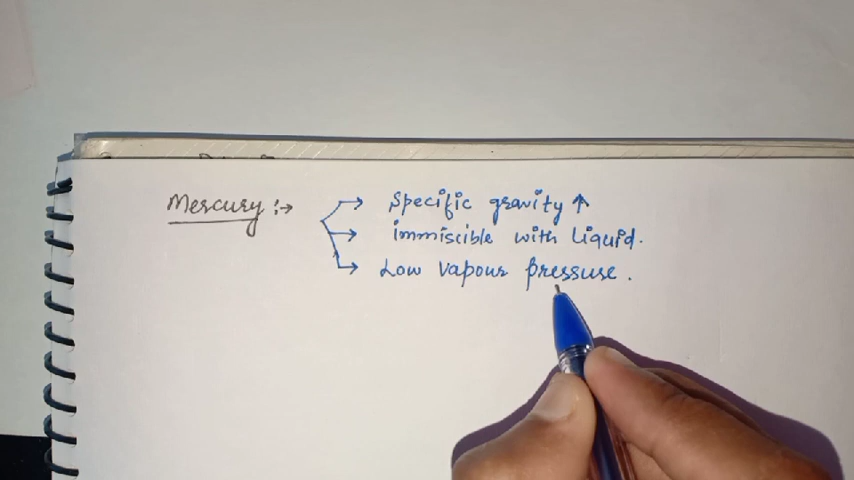 Mercury :→ → Specific gravity ↑
→ immiscible with liquid.
→ Low vapour pressure.